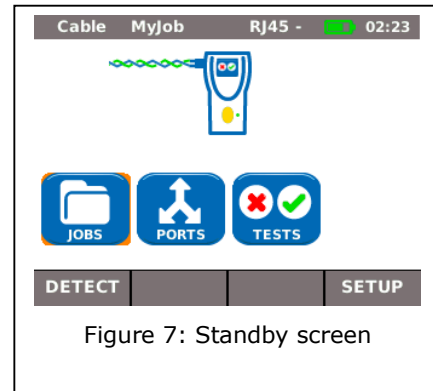 Cable MyJob RJ45 - 02:23
JOBS PORTS TESTS
DETECT SETUP
Figure 7: Standby screen